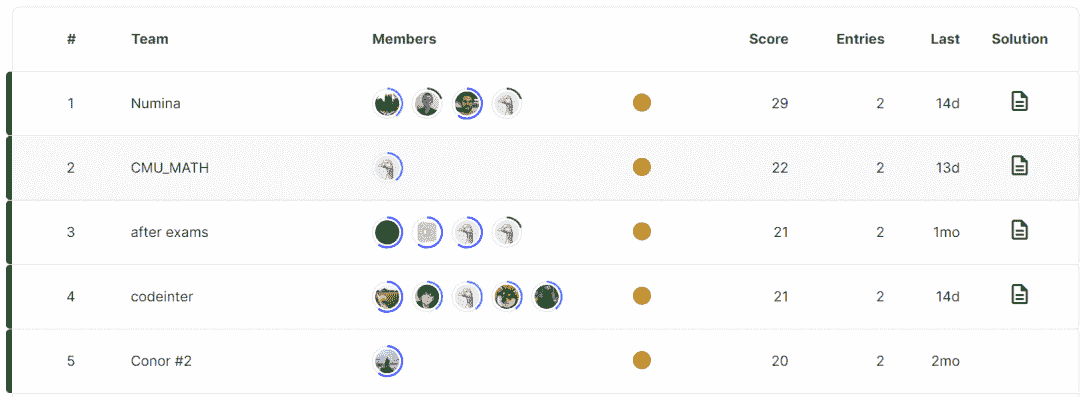 # Team Members Score Entries Last Solution
1 Numina 29 2 14d
2 CMU_MATH 22 2 13d
3 after exams 21 2 1mo
4 codeinter 21 2 14d
5 Conor #2 20 2 2mo